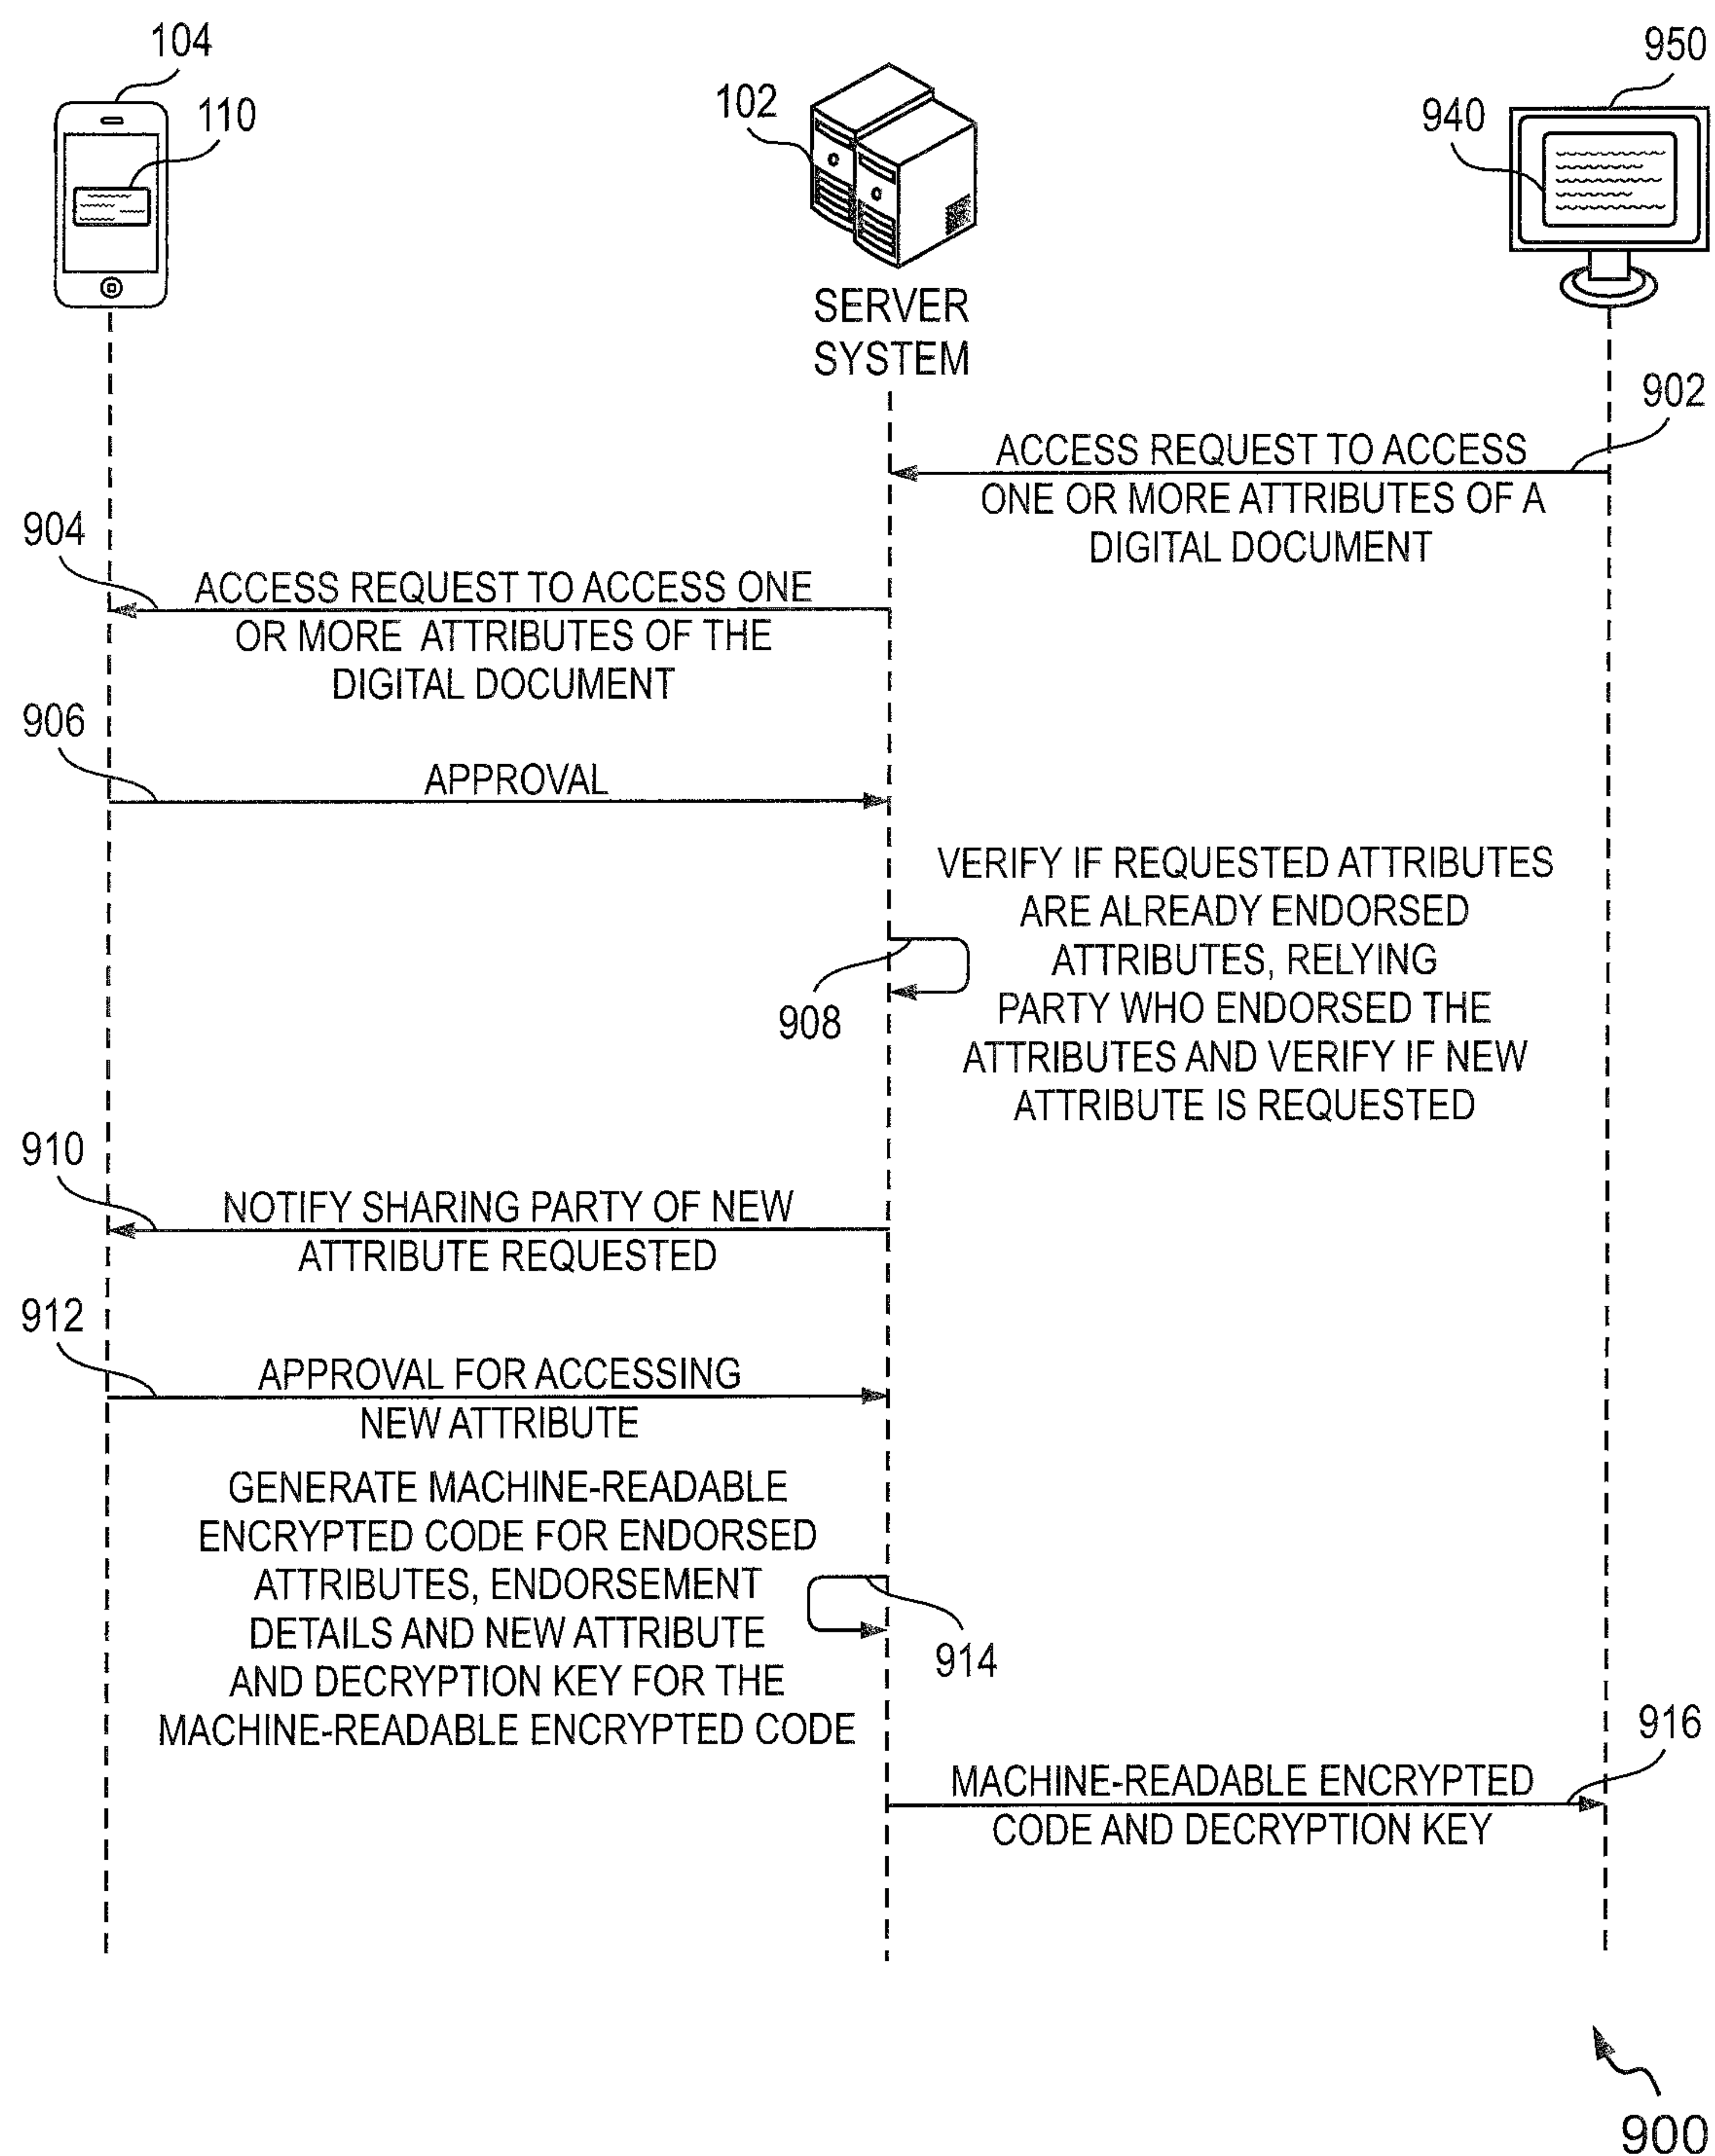 104
110
102
950
940
SERVER
SYSTEM
902
ACCESS REQUEST TO ACCESS
ONE OR MORE ATTRIBUTES OF A
DIGITAL DOCUMENT
904
ACCESS REQUEST TO ACCESS ONE
OR MORE ATTRIBUTES OF THE
DIGITAL DOCUMENT
906
APPROVAL
VERIFY IF REQUESTED ATTRIBUTES
ARE ALREADY ENDORSED
ATTRIBUTES, RELYING
PARTY WHO ENDORSED THE
ATTRIBUTES AND VERIFY IF NEW
ATTRIBUTE IS REQUESTED
908
910
NOTIFY SHARING PARTY OF NEW
ATTRIBUTE REQUESTED
912
APPROVAL FOR ACCESSING
NEW ATTRIBUTE
GENERATE MACHINE-READABLE
ENCRYPTED CODE FOR ENDORSED
ATTRIBUTES, ENDORSEMENT
DETAILS AND NEW ATTRIBUTE
AND DECRYPTION KEY FOR THE
MACHINE-READABLE ENCRYPTED CODE
914
916
MACHINE-READABLE ENCRYPTED
CODE AND DECRYPTION KEY
900